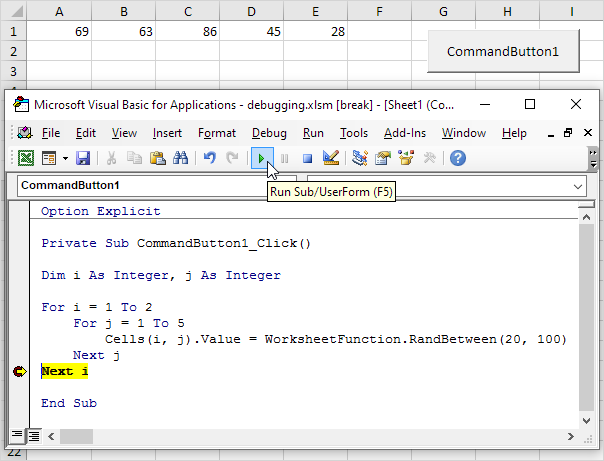 A B C D E F G H I
1 69 63 86 45 28
CommandButton1
2
3
Microsoft Visual Basic for Applications - debugging.xlsm [break] - [Sheet1 (Co...
File Edit View Insert Format Debug Run Tools Add-Ins Window Help
CommandButton1
Run Sub/UserForm (F5)
Option Explicit
Private Sub CommandButton1_Click()
Dim i As Integer, j As Integer
For i = 1 To 2
For j = 1 To 5
Cells(i, j).Value = WorksheetFunction.RandBetween(20, 100)
Next j
Next i
End Sub
22